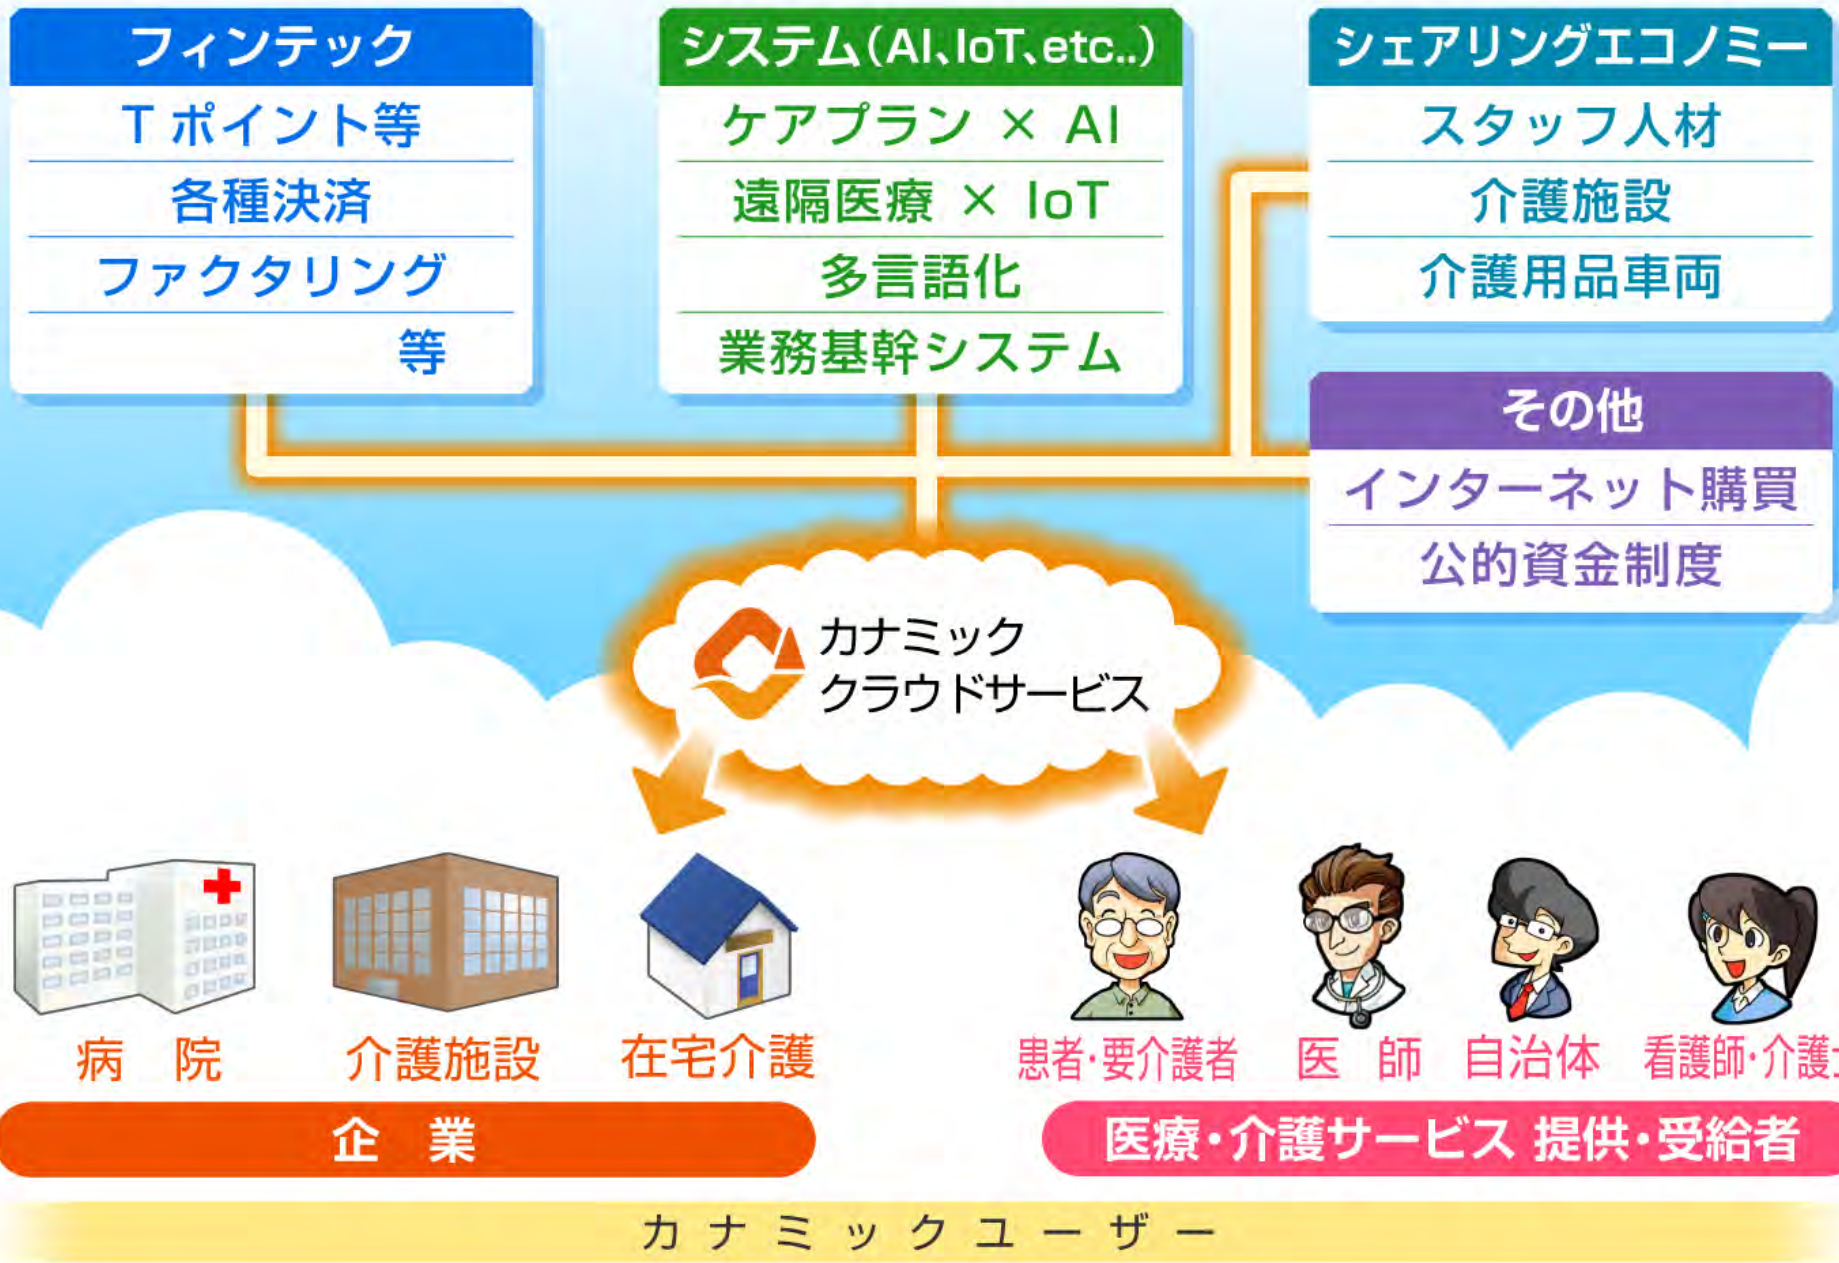 フィンテック
Tポイント等
各種決済
ファクタリング
等
システム(AI、IoT、etc..)
ケアプラン × AI
遠隔医療 × IoT
多言語化
業務基幹システム
シェアリングエコノミー
スタッフ人材
介護施設
介護用品車両
その他
インターネット購買
公的資金制度
カナミック
クラウドサービス
病 院
介護施設
在宅介護
企 業
患者・要介護者
医 師
自治体
看護師・介護士
医療・介護サービス 提供・受給者
カナミックユーザー